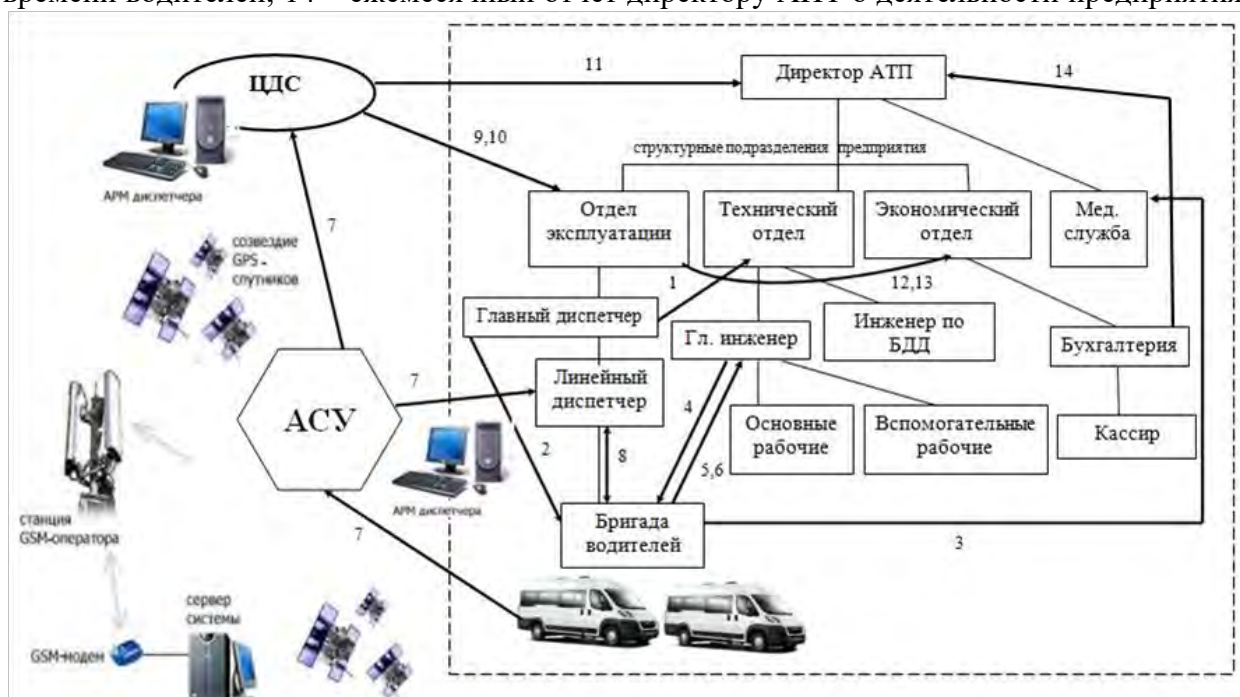 времени водителей; 14 – ежемесячный отчет директору АТП о деятельности предприятия
ЦДС
11
Директор АТП
14
9,10
структурные подразделения предприятия
АРМ диспетчера
Отдел
эксплуатации
Технический
отдел
Экономический
отдел
Мед.
служба
7
созвездие
GPS -
спутников
1
12,13
Главный диспетчер
Гл. инженер
Инженер по
БДД
Бухгалтерия
7
Линейный
диспетчер
АСУ
4
Основные
рабочие
Вспомогательные
рабочие
Кассир
2
8
5,6
АРМ диспетчера
станция
GSM-оператора
7
Бригада
водителей
3
сервер
системы
GSM-модем